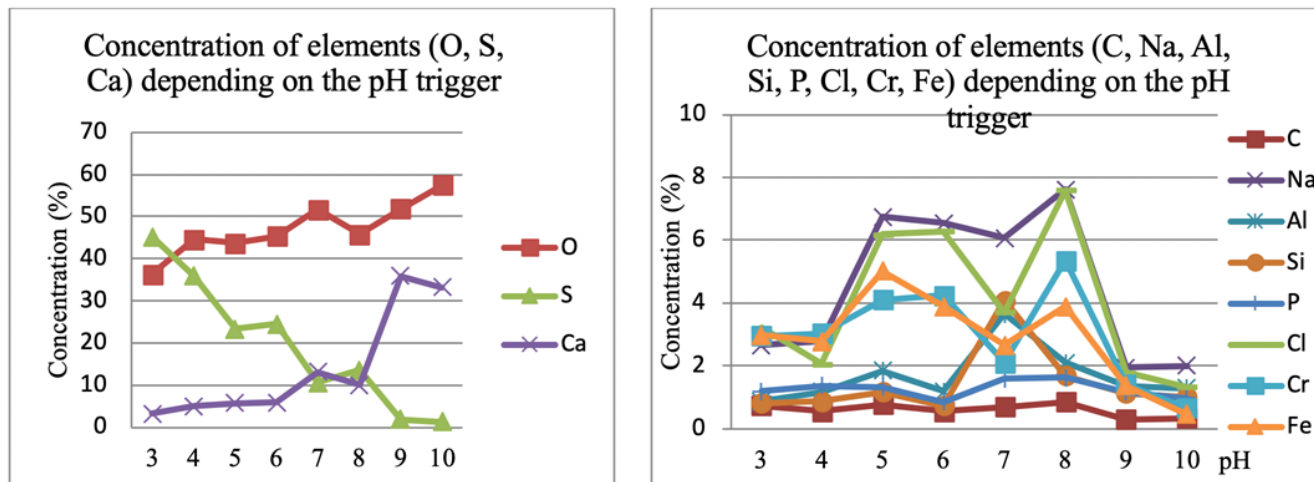 Concentration of elements (O, S,
Ca) depending on the pH trigger
Concentration (%)
70
60
50
40
30
20
10
0
3 4 5 6 7 8 9 10
O
S
Ca
Concentration of elements (C, Na, Al,
Si, P, Cl, Cr, Fe) depending on the pH
trigger
Concentration (%)
10
8
6
4
2
0
3 4 5 6 7 8 9 10 pH
C
Na
Al
Si
P
Cl
Cr
Fe